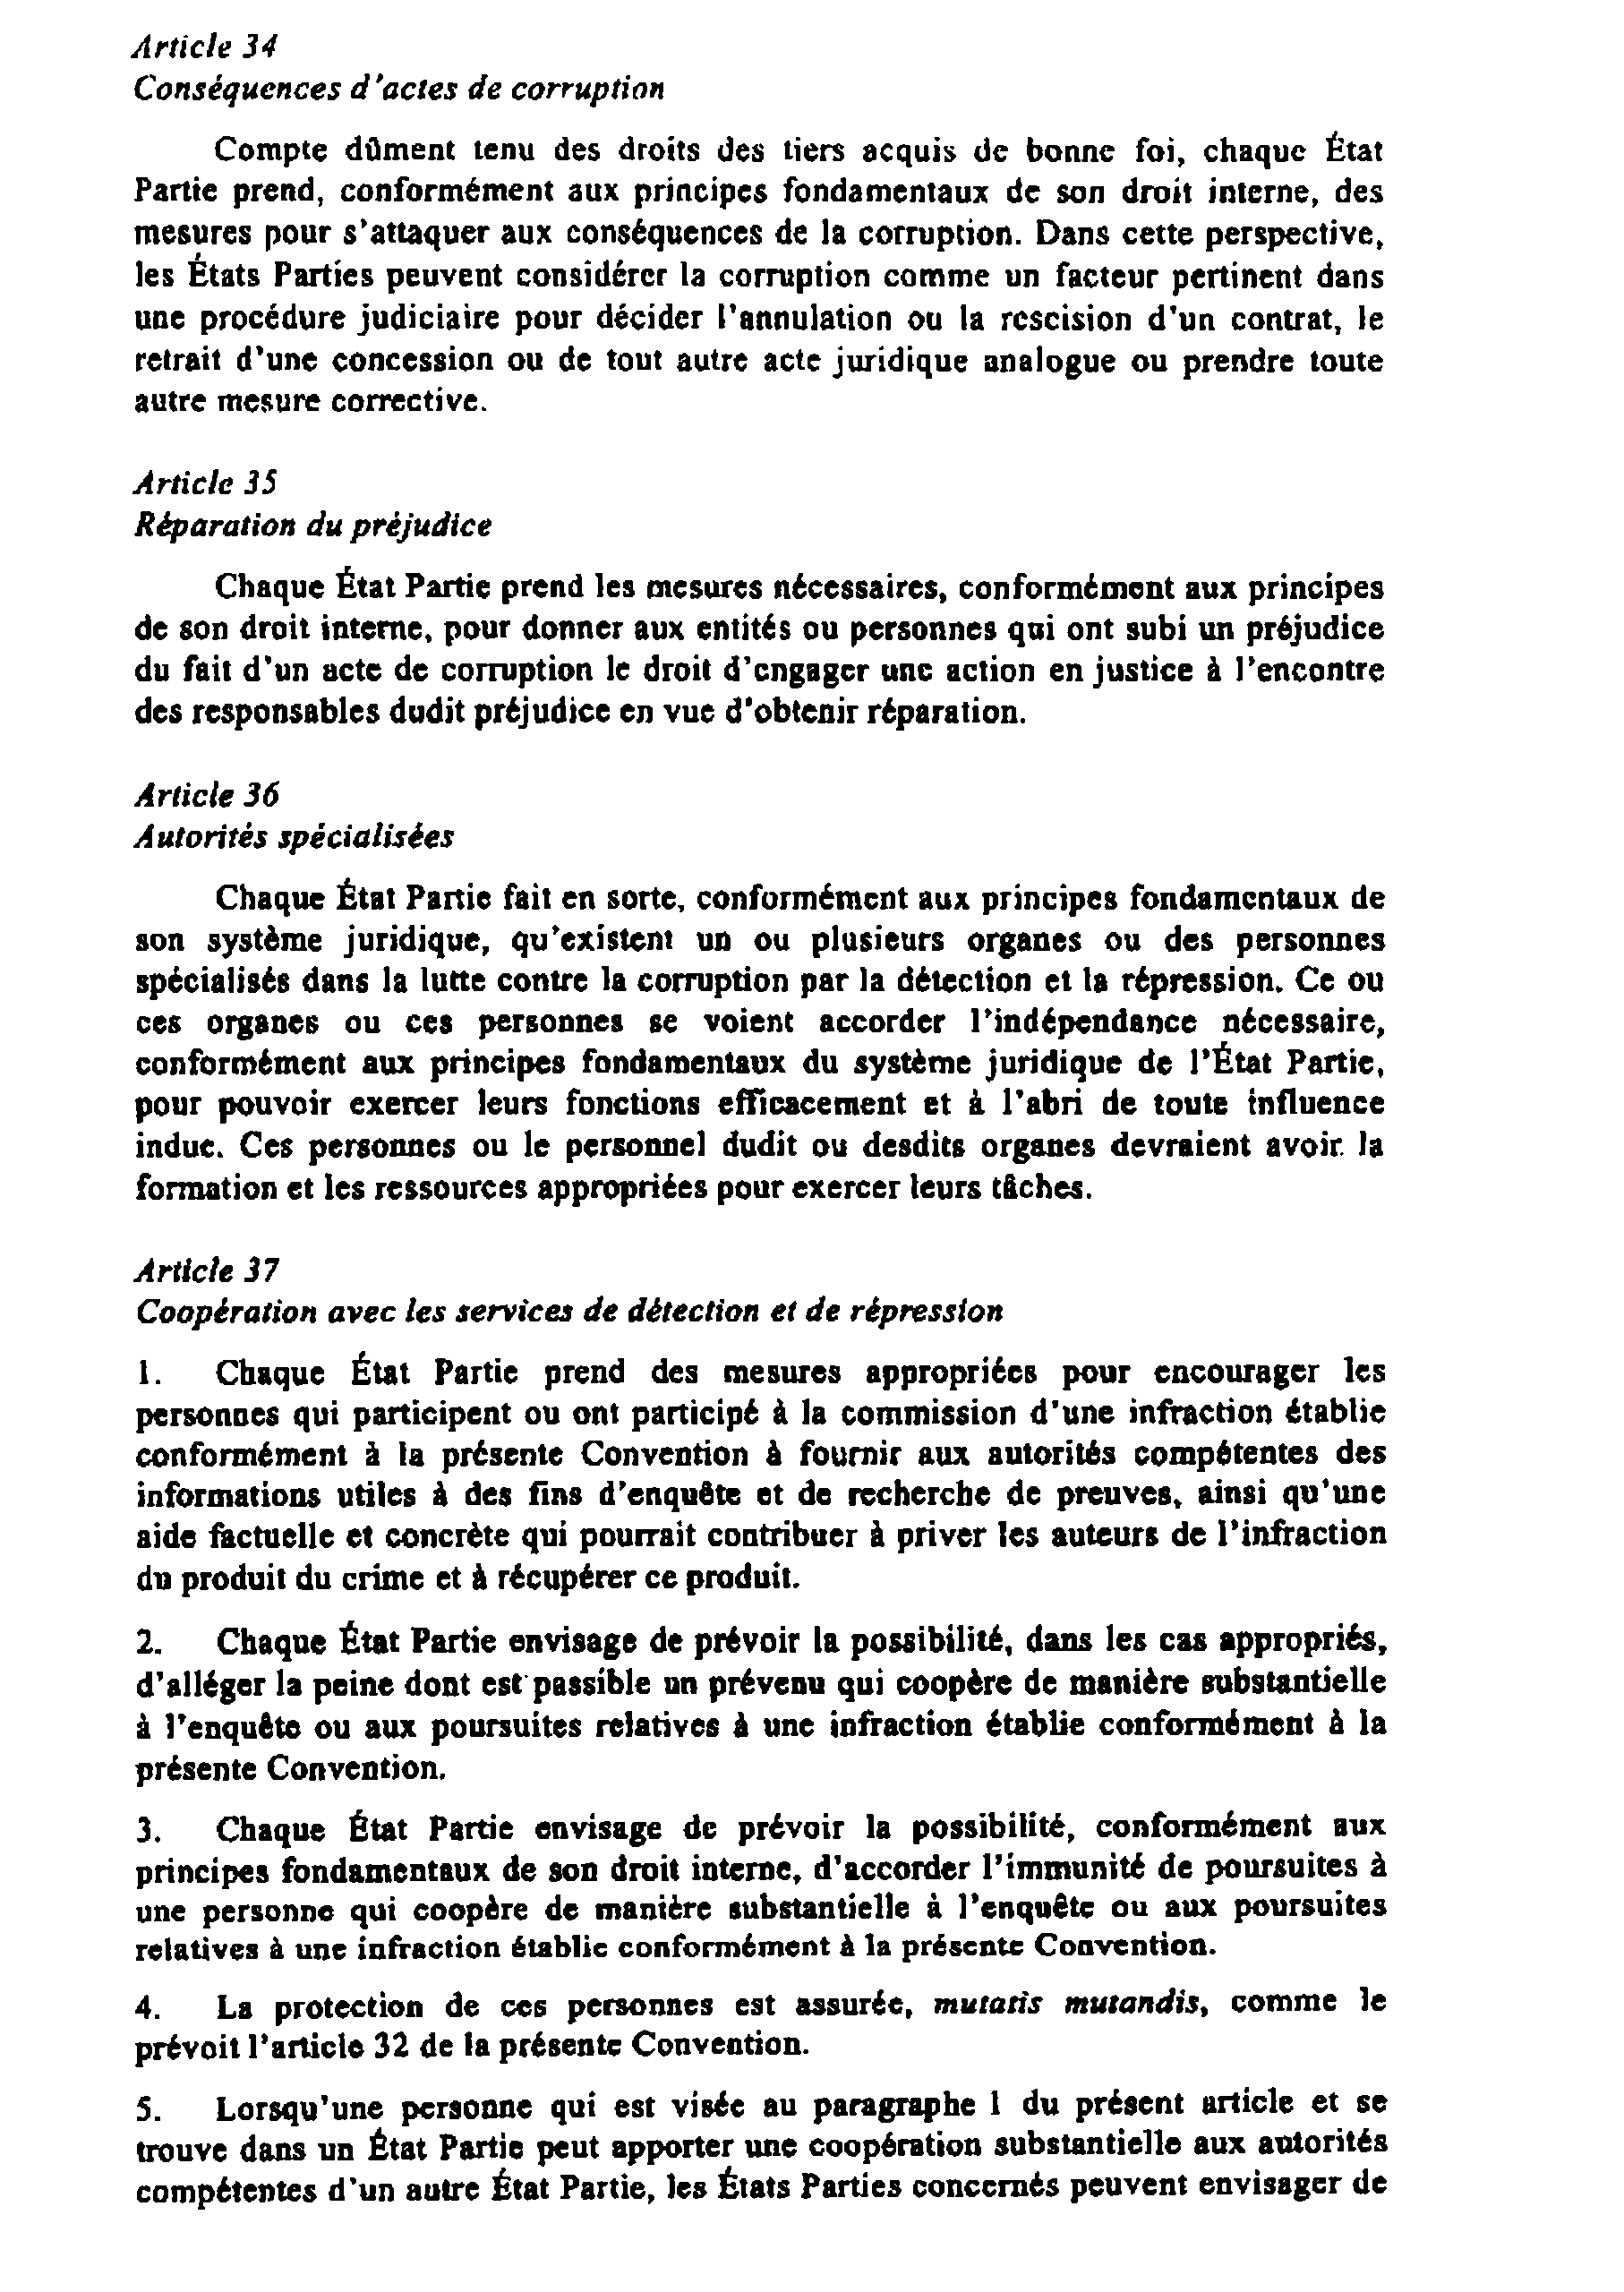 Article 34
Conséquences d'actes de corruption
Compte dûment tenu des droits des tiers acquis de bonne foi, chaque État
Partie prend, conformément aux principes fondamentaux de son droit interne, des
mesures pour s'attaquer aux conséquences de la corruption. Dans cette perspective,
les États Parties peuvent considérer la corruption comme un facteur pertinent dans
une procédure judiciaire pour décider l'annulation ou la rescision d'un contrat, le
retrait d'une concession ou de tout autre acte juridique analogue ou prendre toute
autre mesure corrective.
Article 35
Réparation du préjudice
Chaque État Partie prend les mesures nécessaires, conformément aux principes
de son droit interne, pour donner aux entités ou personnes qui ont subi un préjudice
du fait d'un acte de corruption le droit d'engager une action en justice à l'encontre
des responsables dudit préjudice en vue d'obtenir réparation.
Article 36
Autorités spécialisées
Chaque État Partie fait en sorte, conformément aux principes fondamentaux de
son système juridique, qu'existent un ou plusieurs organes ou des personnes
spécialisés dans la lutte contre la corruption par la détection et la répression. Ce ou
ces organes ou ces personnes se voient accorder l'indépendance nécessaire,
conformément aux principes fondamentaux du système juridique de l'État Partie,
pour pouvoir exercer leurs fonctions efficacement et à l'abri de toute influence
indue. Ces personnes ou le personnel dudit ou desdits organes devraient avoir la
formation et les ressources appropriées pour exercer leurs tâches.
Article 37
Coopération avec les services de détection et de répression
1. Chaque État Partie prend des mesures appropriées pour encourager les
personnes qui participent ou ont participé à la commission d'une infraction établie
conformément à la présente Convention à fournir aux autorités compétentes des
informations utiles à des fins d'enquête et de recherche de preuves, ainsi qu'une
aide factuelle et concrète qui pourrait contribuer à priver les auteurs de l'infraction
du produit du crime et à récupérer ce produit.
2. Chaque État Partie envisage de prévoir la possibilité, dans les cas appropriés,
d'alléger la peine dont est passible un prévenu qui coopère de manière substantielle
à l'enquête ou aux poursuites relatives à une infraction établie conformément à la
présente Convention.
3. Chaque État Partie envisage de prévoir la possibilité, conformément aux
principes fondamentaux de son droit interne, d'accorder l'immunité de poursuites à
une personne qui coopère de manière substantielle à l'enquête ou aux poursuites
relatives à une infraction établie conformément à la présente Convention.
4. La protection de ces personnes est assurée, mutatis mutandis, comme le
prévoit l'article 32 de la présente Convention.
5. Lorsqu'une personne qui est visée au paragraphe 1 du présent article et se
trouve dans un État Partie peut apporter une coopération substantielle aux autorités
compétentes d'un autre État Partie, les États Parties concernés peuvent envisager de